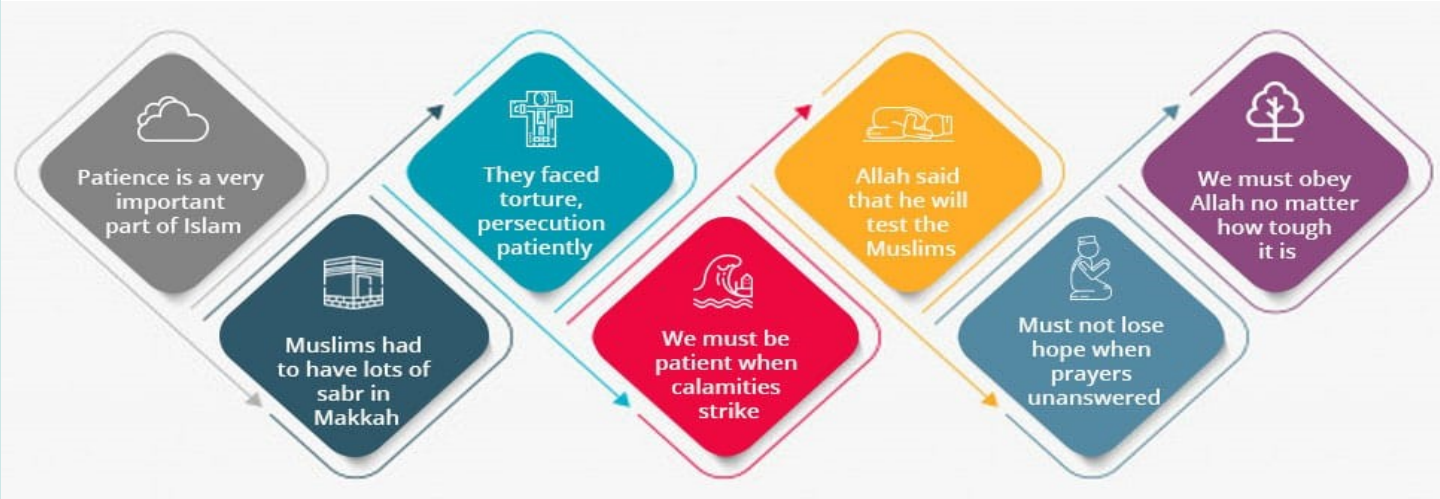 Patience is a very
important
part of Islam
Muslims had
to have lots of
sabr in
Makkah
They faced
torture,
persecution
patiently
We must be
patient when
calamities
strike
Allah said
that he will
test the
Muslims
Must not lose
hope when
prayers
unanswered
We must obey
Allah no matter
how tough
it is